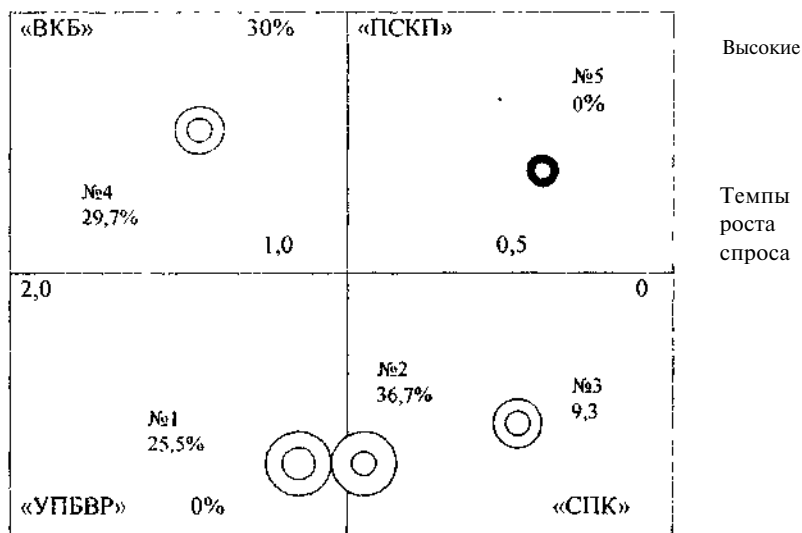 «ВКБ» 30% «ПСКП»
Высокие
№5
0%
№4
29,7%
Темпы
роста
спроса
1,0 0,5
2,0 0
№2
36,7%
№3
9,3
№1
25,5%
«УПБВР» 0% «СПК»